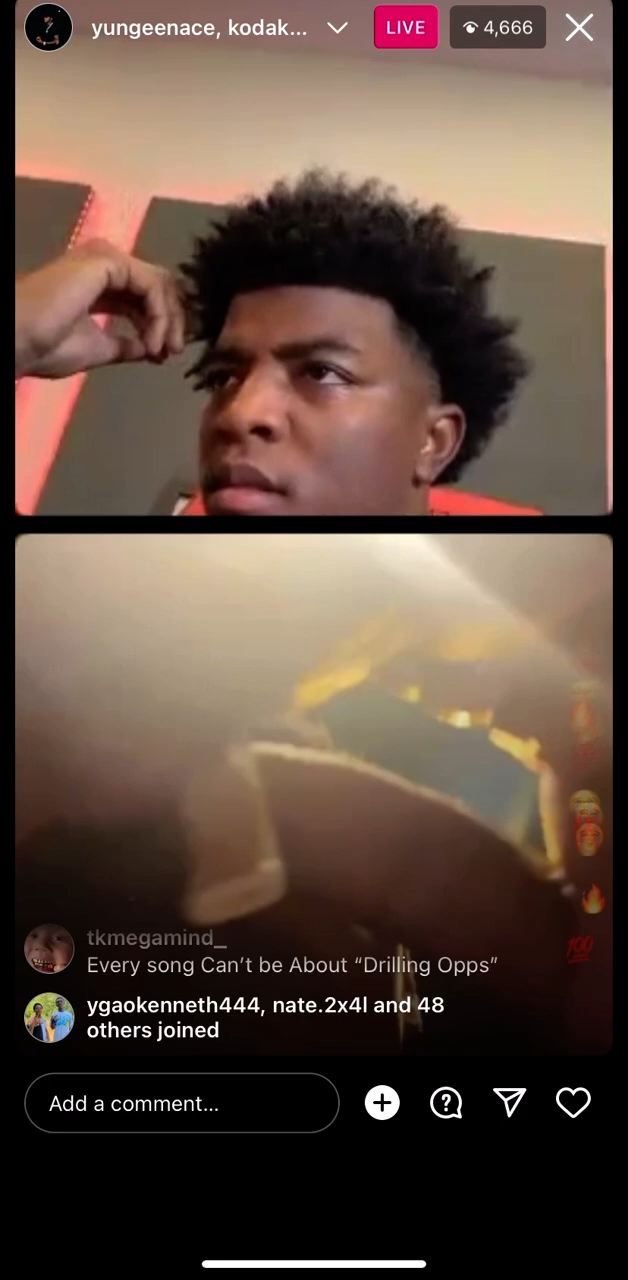 yungeenace, kodak...
LIVE
4,666
tkmegamind_
Every song Can’t be About “Drilling Opps”
ygaokenneth444, nate.2x4l and 48
others joined
100
Add a comment...